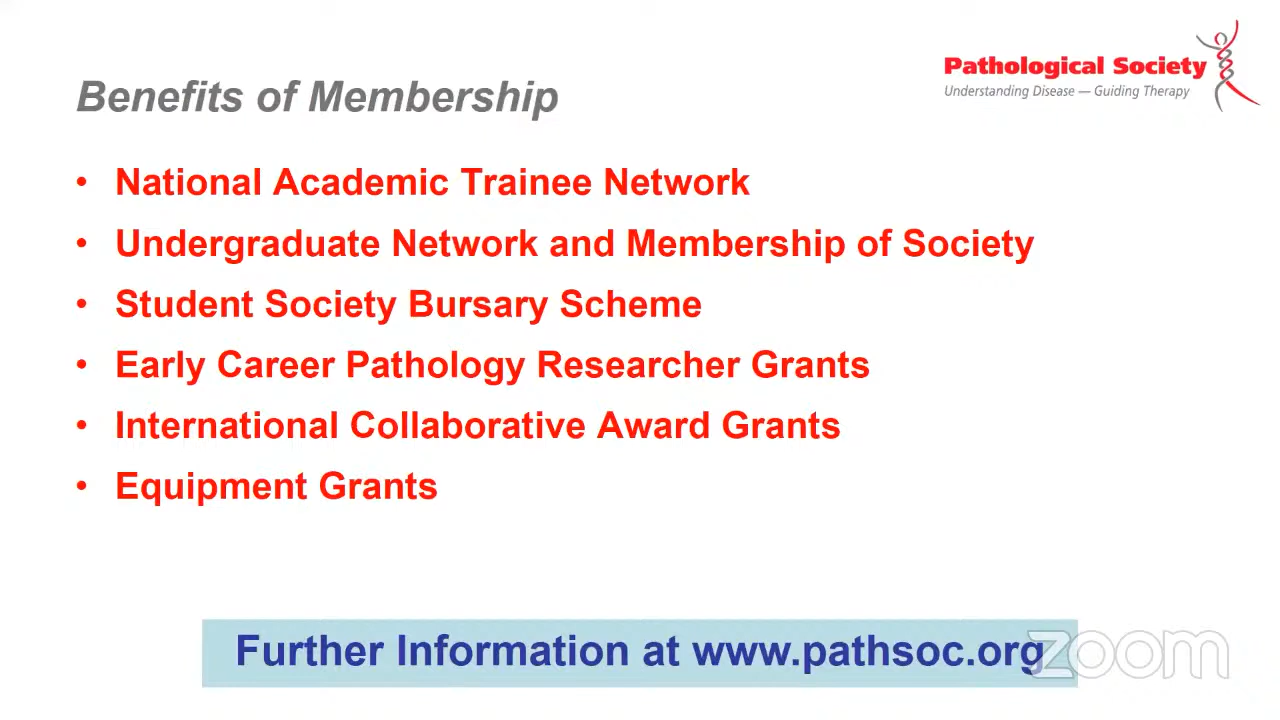 Pathological Society
Understanding Disease — Guiding Therapy
Benefits of Membership
• National Academic Trainee Network
• Undergraduate Network and Membership of Society
• Student Society Bursary Scheme
• Early Career Pathology Researcher Grants
• International Collaborative Award Grants
• Equipment Grants
Further Information at www.pathsoc.org
zoom